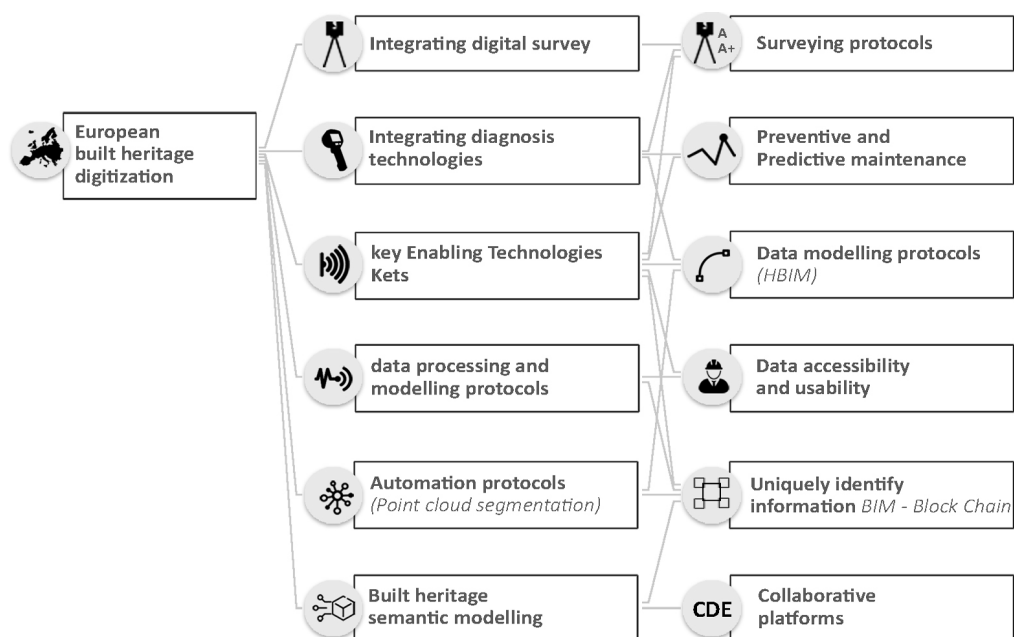 European
built heritage
digitization
Integrating digital survey
Integrating diagnosis
technologies
key Enabling Technologies
Kets
data processing and
modelling protocols
Automation protocols
(Point cloud segmentation)
Built heritage
semantic modelling
A
A+
Surveying protocols
Preventive and
Predictive maintenance
Data modelling protocols
(HBIM)
Data accessibility
and usability
Uniquely identify
information BIM - Block Chain
CDE
Collaborative
platforms